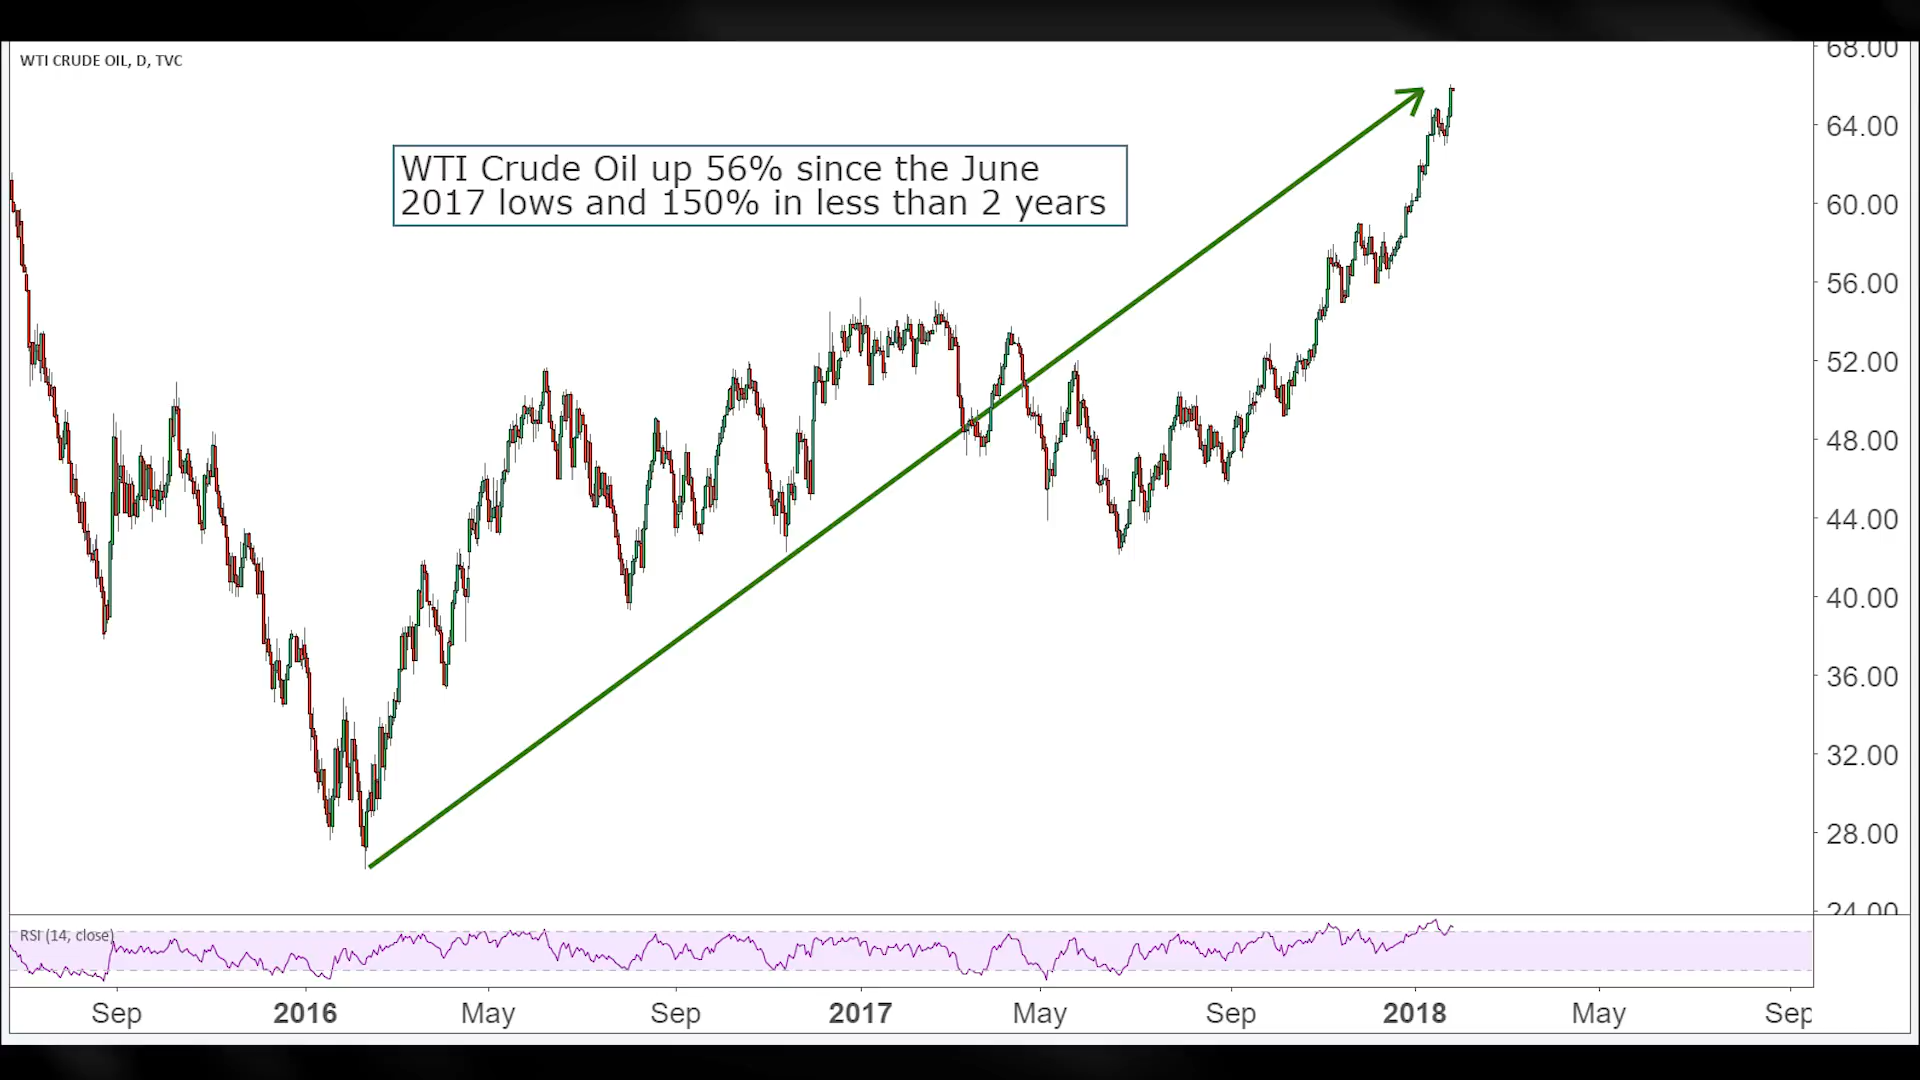 WTI CRUDE OIL, D, TVC
WTI Crude Oil up 56% since the June
2017 lows and 150% in less than 2 years
68.00
64.00
60.00
56.00
52.00
48.00
44.00
40.00
36.00
32.00
28.00
24.00
RSI (14, close)
Sep 2016 May Sep 2017 May Sep 2018 May Sep